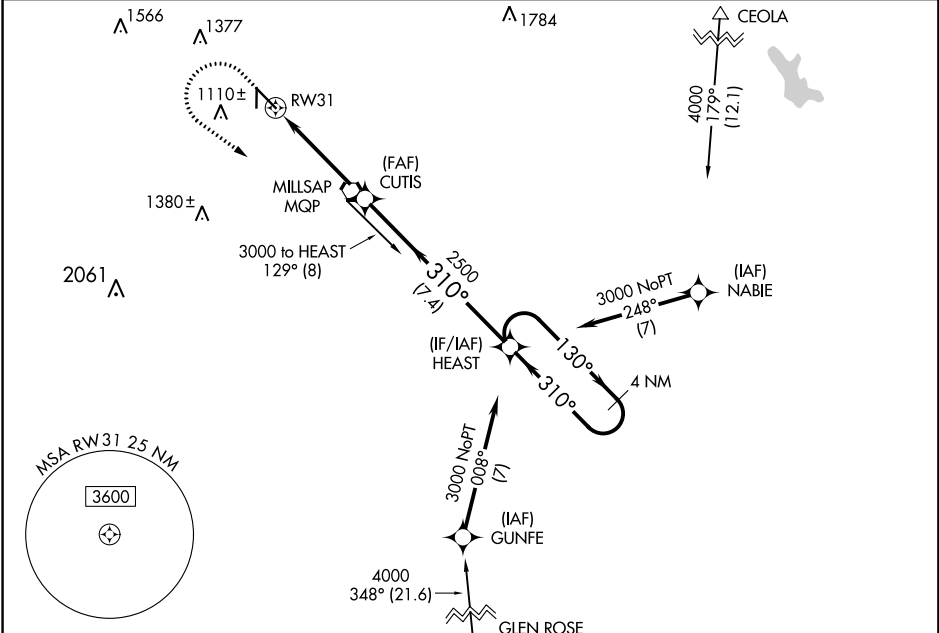 1566
1377
1784
CEOLA
1110±
RW31
4000
179°
(12.1)
(FAF)
CUTIS
MILLSAP
MQP
1380±
3000 to HEAST
129° (8)
2500
310°
(7.4)
2061
3000 NoPT
248°
(7)
(IAF)
NABIE
(IF/IAF)
HEAST
130°
310°
4 NM
MSA RW31 25 NM
3600
3000 NoPT
008°
(7)
(IAF)
GUNFE
4000
348° (21.6)
GLEN ROSE